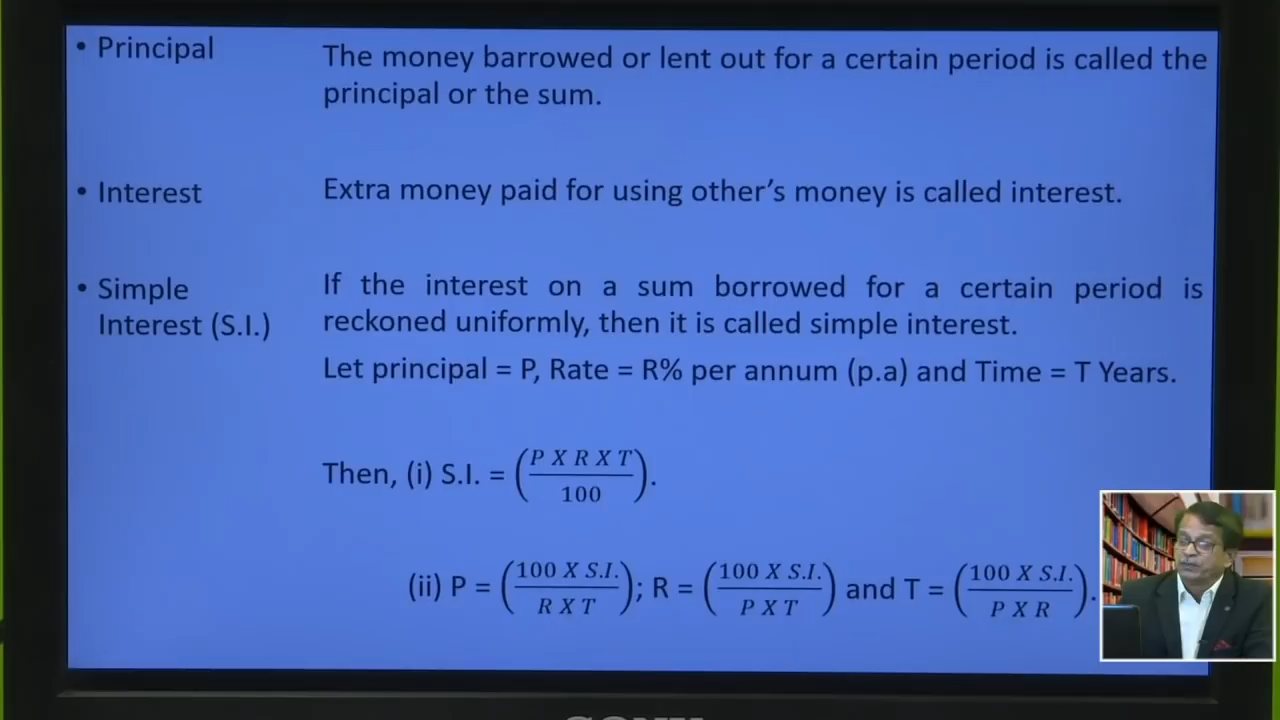 • Principal
The money barrowed or lent out for a certain period is called the
principal or the sum.
• Interest
Extra money paid for using other’s money is called interest.
• Simple
Interest (S.I.)
If the interest on a sum borrowed for a certain period is
reckoned uniformly, then it is called simple interest.
Let principal = P, Rate = R% per annum (p.a) and Time = T Years.
Then, (i) S.I. = (P X R X T / 100).
(ii) P = (100 X S.I. / R X T); R = (100 X S.I. / P X T) and T = (100 X S.I. / P X R).